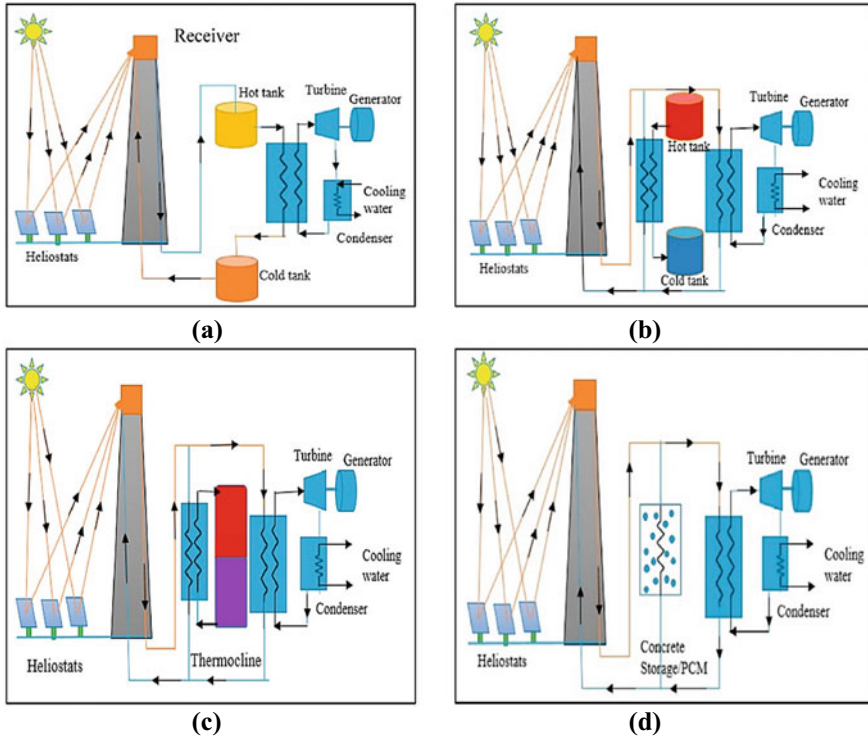 Receiver
Hot tank
Turbine
Generator
Cooling
water
Condenser
Heliostats
Cold tank
(a)
Turbine
Generator
Hot tank
Cooling
water
Condenser
Heliostats
Cold tank
(b)
Turbine
Generator
Cooling
water
Condenser
Heliostats
Thermocline
(c)
Turbine
Generator
Cooling
water
Condenser
Heliostats
Concrete
Storage/PCM
(d)